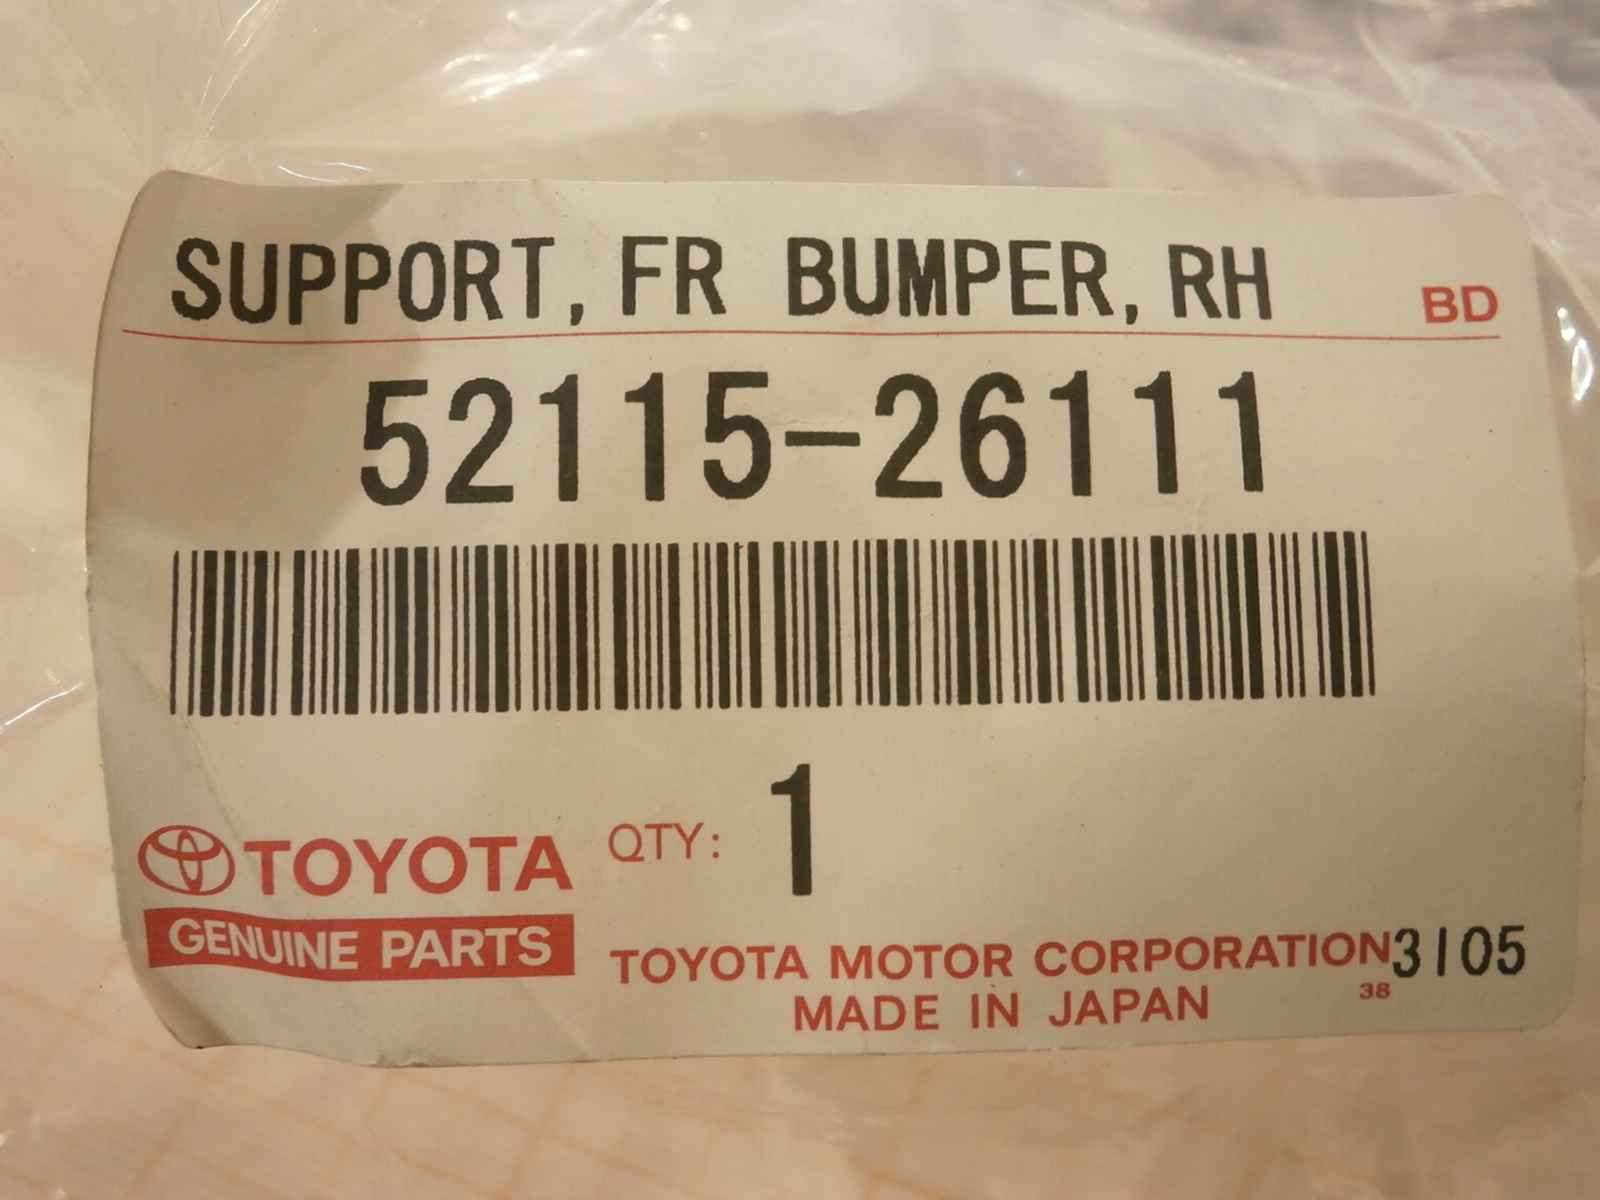 SUPPORT, FR BUMPER, RH
BD
52115-26111
QTY: 1
TOYOTA
GENUINE PARTS
TOYOTA MOTOR CORPORATION 3105
MADE IN JAPAN 38